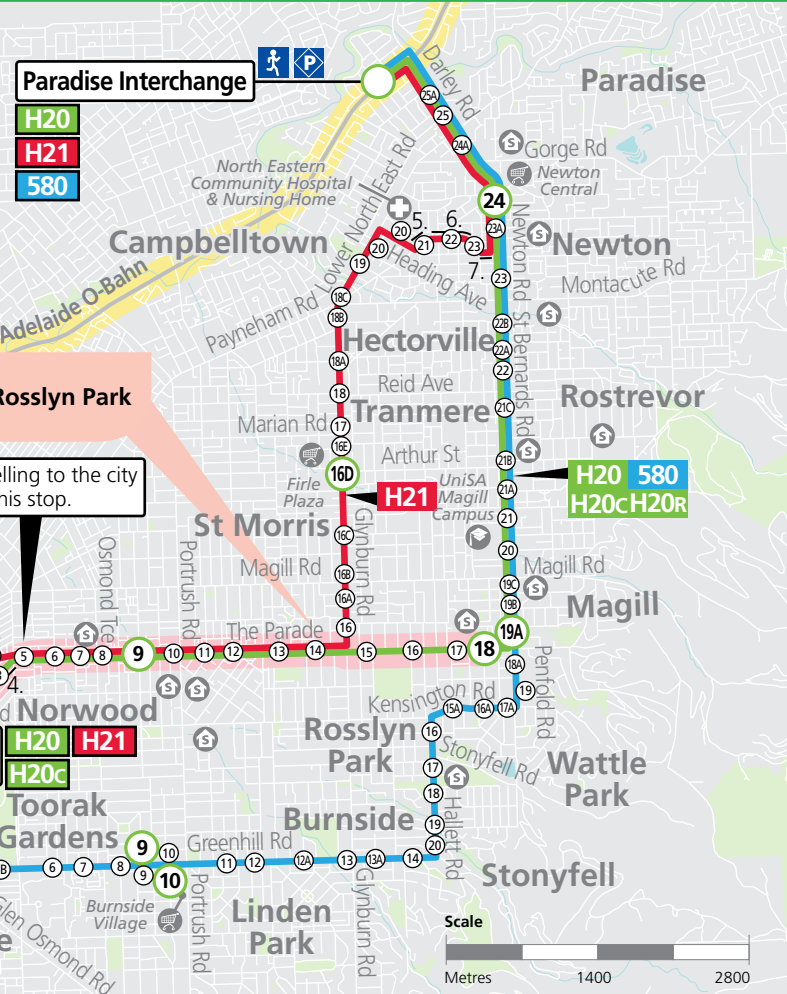 Paradise Interchange
P
H20
H21
580
Darley Rd
Paradise
25A
25
24A
S
Gorge Rd
Newton
Central
North Eastern
Community Hospital
& Nursing Home
Lower North East Rd
24
Campbelltown
20
5.
6.
20
21
22
23
23A
7.
S
Newton
Newton Rd
19
Heading Ave
23
Montacute Rd
Adelaide O-Bahn
Payneham Rd
18C
18B
S
22B
Hectorville
22A
St Bernards Rd
Rosslyn Park
18A
22
Reid Ave
18
Tranmere
21C
Rostrevor
Marian Rd
17
S
16E
Arthur St
S
21B
elling to the city
his stop.
Firle
Plaza
16D
H21
UniSA
Magill
Campus
21A
H20 580
H20C H20R
St Morris
Glynburn Rd
21
16C
20
Osmond Tce
Portrush Rd
Magill Rd
16B
Magill Rd
19C
S
16A
19B
Magill
S
The Parade
16
S
19A
5
6
7
8
9
10
11
12
13
14
15
16
17
18
4.
18A
Penfold Rd
S
S
Kensington Rd
19
d
Norwood
15A
16A
17A
H20
H21
H20C
S
Rosslyn
Park
16
Stonyfell Rd
Wattle
Park
17
S
18
Toorak
Gardens
Burnside
19
Hallett Rd
9
10
Greenhill Rd
20
B
6
7
8
9
10
11
12
12A
13
13A
14
Stonyfell
Burnside
Village
Portrush Rd
Linden
Park
Glynburn Rd
Glen Osmond Rd
e
Scale
Metres
1400
2800